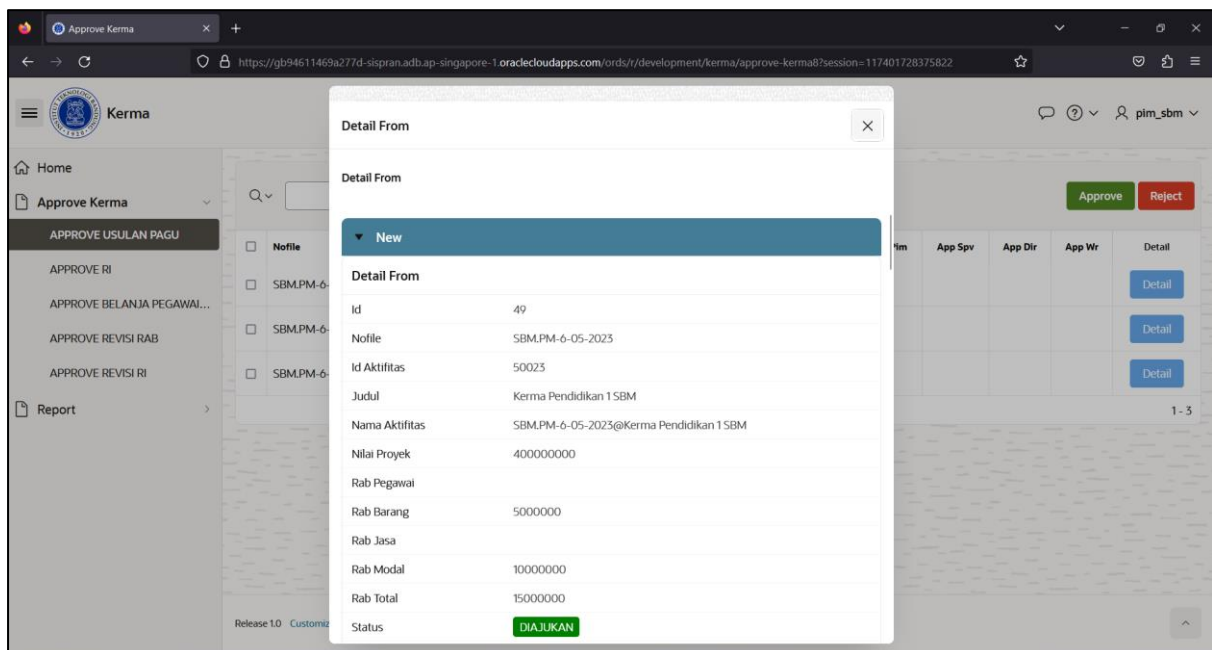 Approve Kerma
https://gb94611469a277d-sispran.adb.ap-singapore-1.oraclecloudapps.com/ords/r/development/kerma/approve-kerma8?session=117401728375822
Kerma
pim_sbm
Detail From
Home
Detail From
Approve Kerma
Approve Reject
APPROVE USULAN PAGU
New
Nofile
App Spv App Dir App Wr Detail
APPROVE RI
Detail From
SBM.PM-6-
Detail
APPROVE BELANJA PEGAWAI...
Id 49
Nofile SBM.PM-6-05-2023
SBM.PM-6-
Detail
APPROVE REVISI RAB
Id Aktifitas 50023
APPROVE REVISI RI
SBM.PM-6-
Detail
Judul Kerma Pendidikan 1 SBM
Report
1 - 3
Nama Aktifitas SBM.PM-6-05-2023@Kerma Pendidikan 1 SBM
Nilai Proyek 400000000
Rab Pegawai
Rab Barang 5000000
Rab Jasa
Rab Modal 10000000
Rab Total 15000000
Release 1.0
Status DIAJUKAN